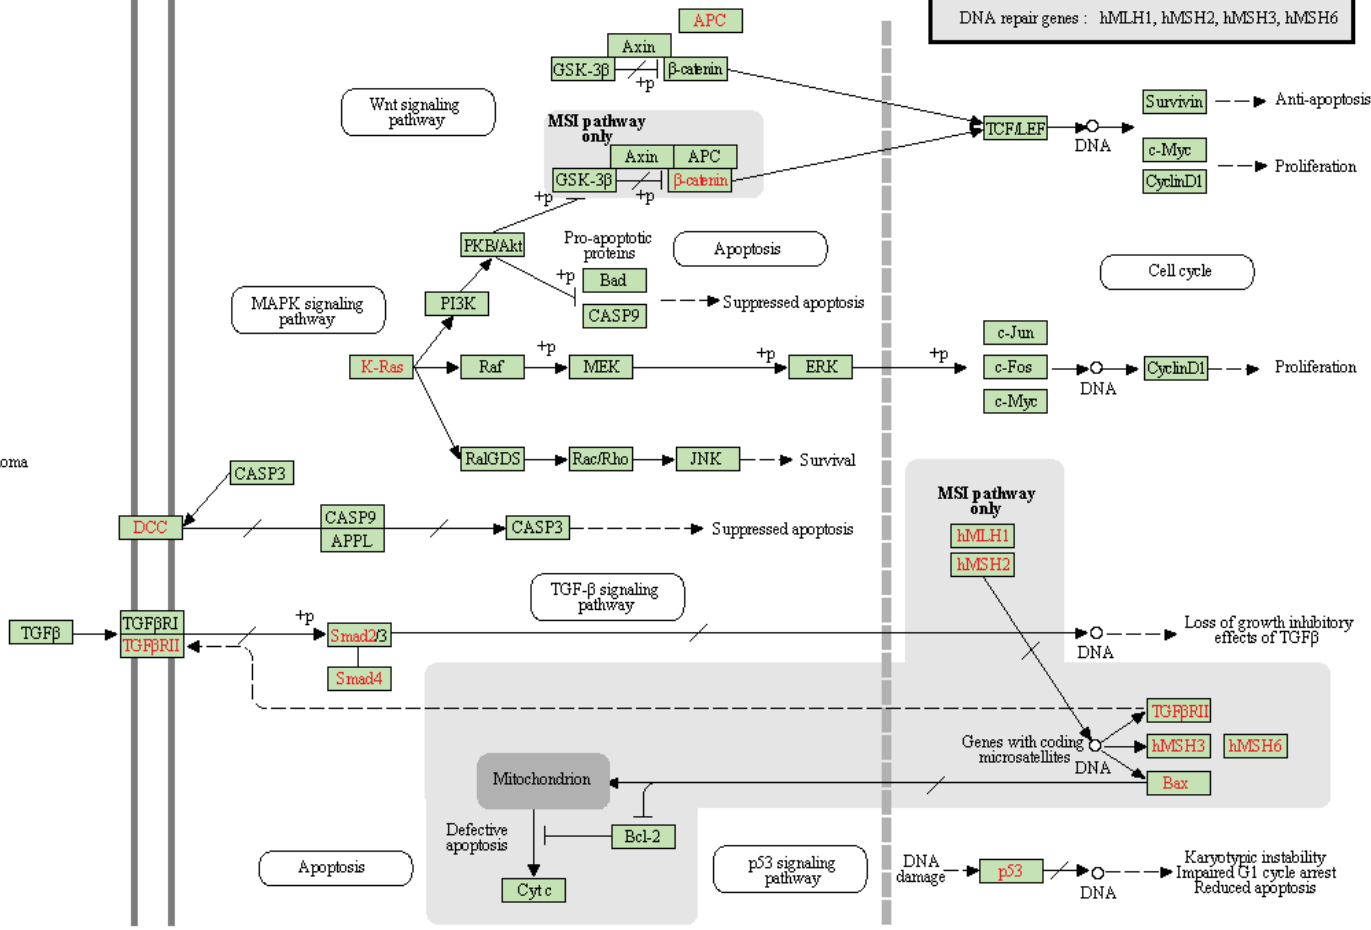 DNA repair genes : hMLH1, hMSH2, hMSH3, hMSH6
APC
Axin
GSK-3β
β-catenin
+p
Wnt signaling
pathway
MSI pathway
only
Axin
APC
GSK-3β
β-catenin
+p
+p
TCF/LEF
DNA
Survivin
Anti-apoptosis
c-Myc
CyclinD1
Proliferation
PKB/Akt
Pro-apoptotic
proteins
Apoptosis
Cell cycle
+p
Bad
CASP9
Suppressed apoptosis
PI3K
MAPK signaling
pathway
K-Ras
Raf
+p
MEK
+p
ERK
+p
c-Jun
c-Fos
c-Myc
DNA
CyclinD1
Proliferation
RalGDS
Rac/Rho
JNK
Survival
oma
CASP3
DCC
CASP9
APPL
CASP3
Suppressed apoptosis
MSI pathway
only
hMLH1
hMSH2
TGF-β signaling
pathway
TGFβ
TGFβRI
TGFβRII
+p
Smad2/3
Smad4
DNA
Loss of growth inhibitory
effects of TGFβ
TGFβRII
Genes with coding
microsatellites
DNA
hMSH3
hMSH6
Bax
Mitochondrion
Defective
apoptosis
Bcl-2
Cyt c
Apoptosis
p53 signaling
pathway
DNA
damage
p53
DNA
Karyotypic instability
Impaired G1 cycle arrest
Reduced apoptosis